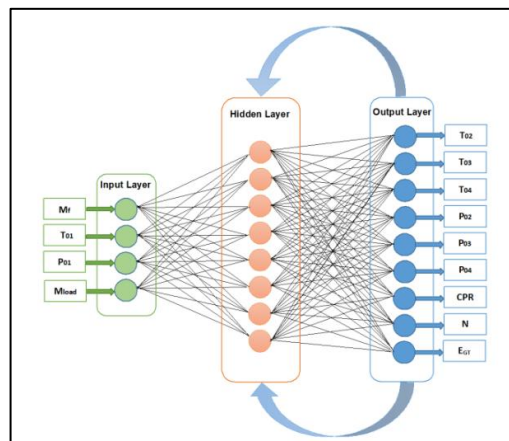 Input Layer
Hidden Layer
Output Layer
Mf
T01
P01
Mload
T02
T03
T04
P02
P03
P04
CPR
N
EGT